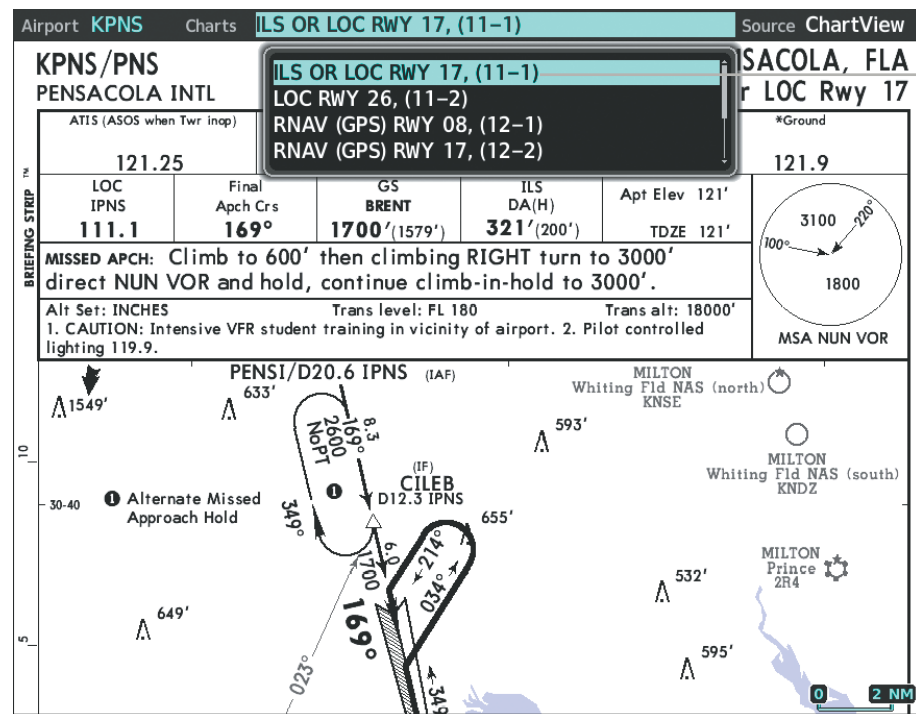 Airport KPNS Charts ILS OR LOC RWY 17, (11-1) Source ChartView
KPNS/PNS
PENSACOLA INTL
SACOLA, FLA
r LOC Rwy 17
ILS OR LOC RWY 17, (11-1)
LOC RWY 26, (11-2)
RNAV (GPS) RWY 08, (12-1)
RNAV (GPS) RWY 17, (12-2)
ATIS (ASOS when Twr inop)
121.25
*Ground
121.9
BRIEFING STRIP TM
LOC
IPNS
111.1
Final
Apch Crs
169°
GS
BRENT
1700'(1579')
ILS
DA(H)
321'(200')
Apt Elev 121'
TDZE 121'
3100
220°
100°
1800
MSA NUN VOR
MISSED APCH: Climb to 600' then climbing RIGHT turn to 3000'
direct NUN VOR and hold, continue climb-in-hold to 3000'.
Alt Set: INCHES Trans level: FL 180 Trans alt: 18000'
1. CAUTION: Intensive VFR student training in vicinity of airport. 2. Pilot controlled
lighting 119.9.
PENSI/D20.6 IPNS (IAF)
1549'
633'
593'
MILTON
Whiting Fld NAS (north)
KNSE
MILTON
Whiting Fld NAS (south)
KNDZ
8.3
169°
2600
NoPT
1
349°
(IF)
CILEB
D12.3 IPNS
10
30-40
1 Alternate Missed
Approach Hold
655'
6.0
1700
214°
034°
MILTON
Prince
2R4
532'
649'
169°
595'
5
023°
349
0 2 NM